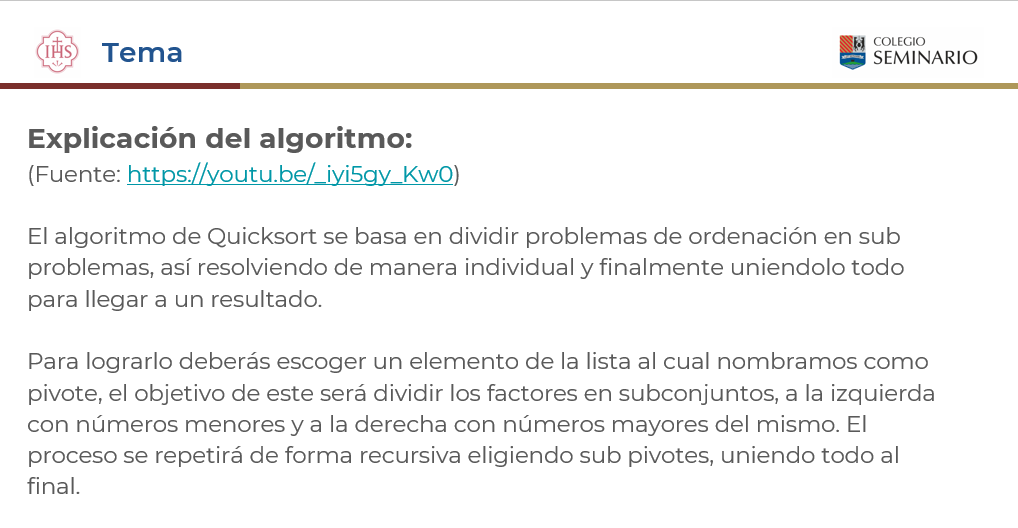 IHS
Tema
COLEGIO
SEMINARIO
Explicación del algoritmo:
(Fuente: https://youtu.be/_iyi5gy_Kw0)
El algoritmo de Quicksort se basa en dividir problemas de ordenación en sub
problemas, así resolviendo de manera individual y finalmente uniendolo todo
para llegar a un resultado.
Para lograrlo deberás escoger un elemento de la lista al cual nombramos como
pivote, el objetivo de este será dividir los factores en subconjuntos, a la izquierda
con números menores y a la derecha con números mayores del mismo. El
proceso se repetirá de forma recursiva eligiendo sub pivotes, uniendo todo al
final.